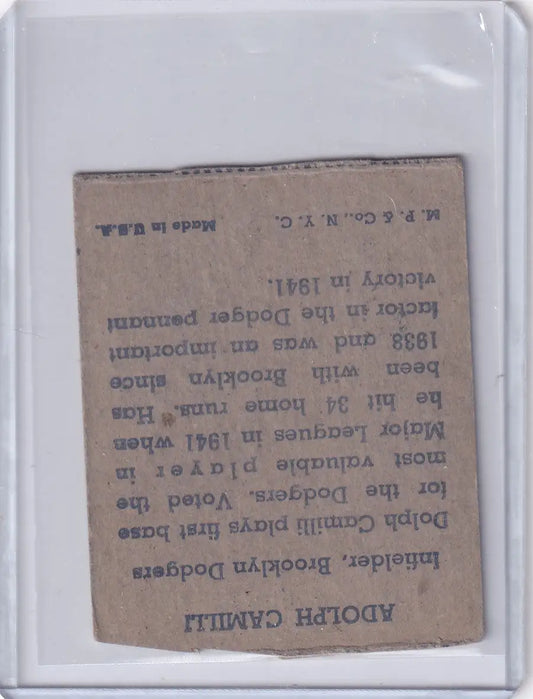 ADOLPH CAMILLI
Infielder, Brooklyn Dodgers
Dolph Camilli plays first base
for the Dodgers. Voted the
most valuable player in
Major Leagues in 1941 when
he hit 34 home runs. Has
been with Brooklyn since
1938 and was an important
factor in the Dodger pennant
victory in 1941.
M. P. & Co., N. Y. C. Made in U.S.A.